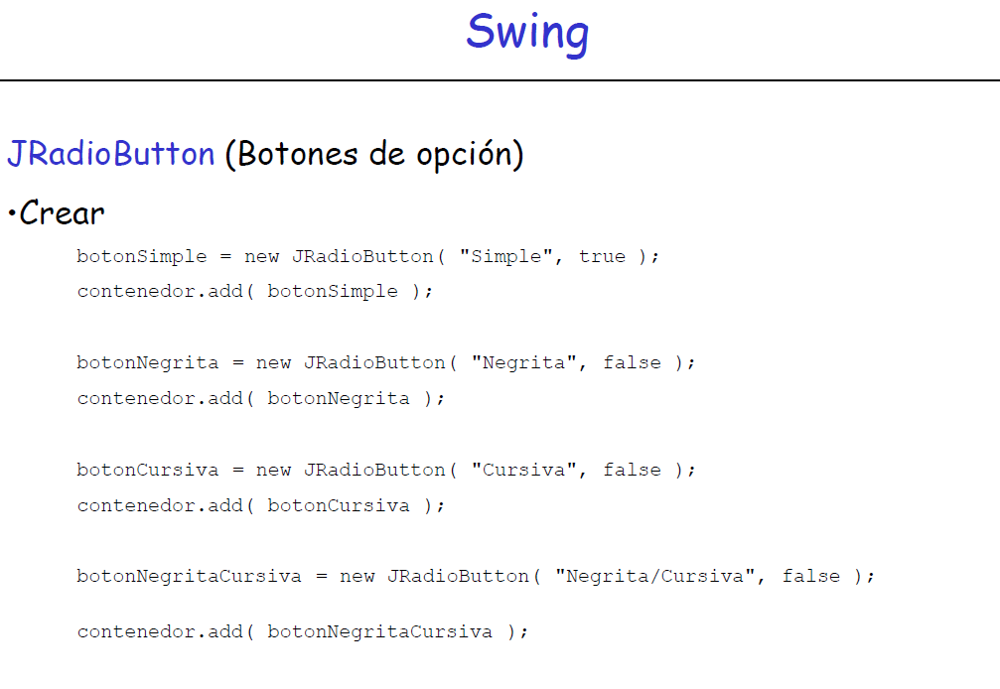 Swing
JRadioButton (Botones de opción)
•Crear
botonSimple = new JRadioButton( "Simple", true );
contenedor.add( botonSimple );
botonNegrita = new JRadioButton( "Negrita", false );
contenedor.add( botonNegrita );
botonCursiva = new JRadioButton( "Cursiva", false );
contenedor.add( botonCursiva );
botonNegritaCursiva = new JRadioButton( "Negrita/Cursiva", false );
contenedor.add( botonNegritaCursiva );